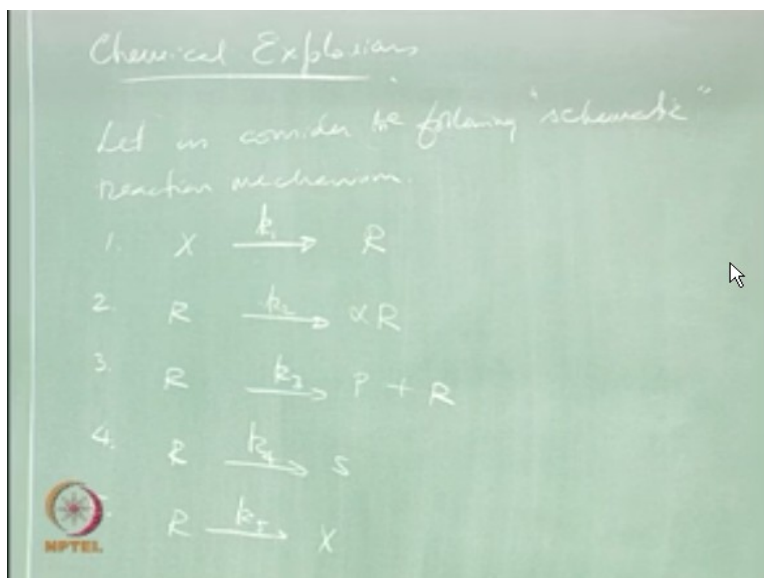 Chemical Explosions
Let us consider the following "schematic"
reaction mechanism.
1. X k₁ → R
2. R k₂ → αR
3. R k₃ → P + R
4. R k₄ → S
R k₅ → X
NPTEL